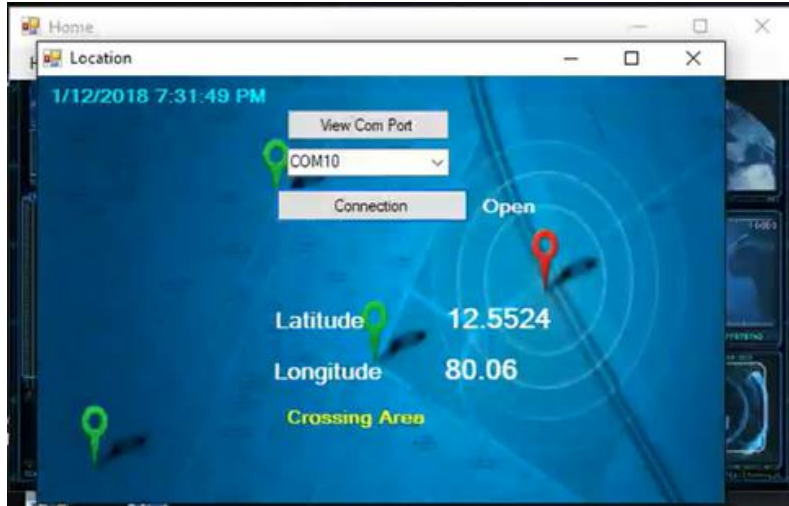 Home
Location
1/12/2018 7:31:49 PM
View Com Port
COM10
Connection Open
Latitude 12.5524
Longitude 80.06
Crossing Area